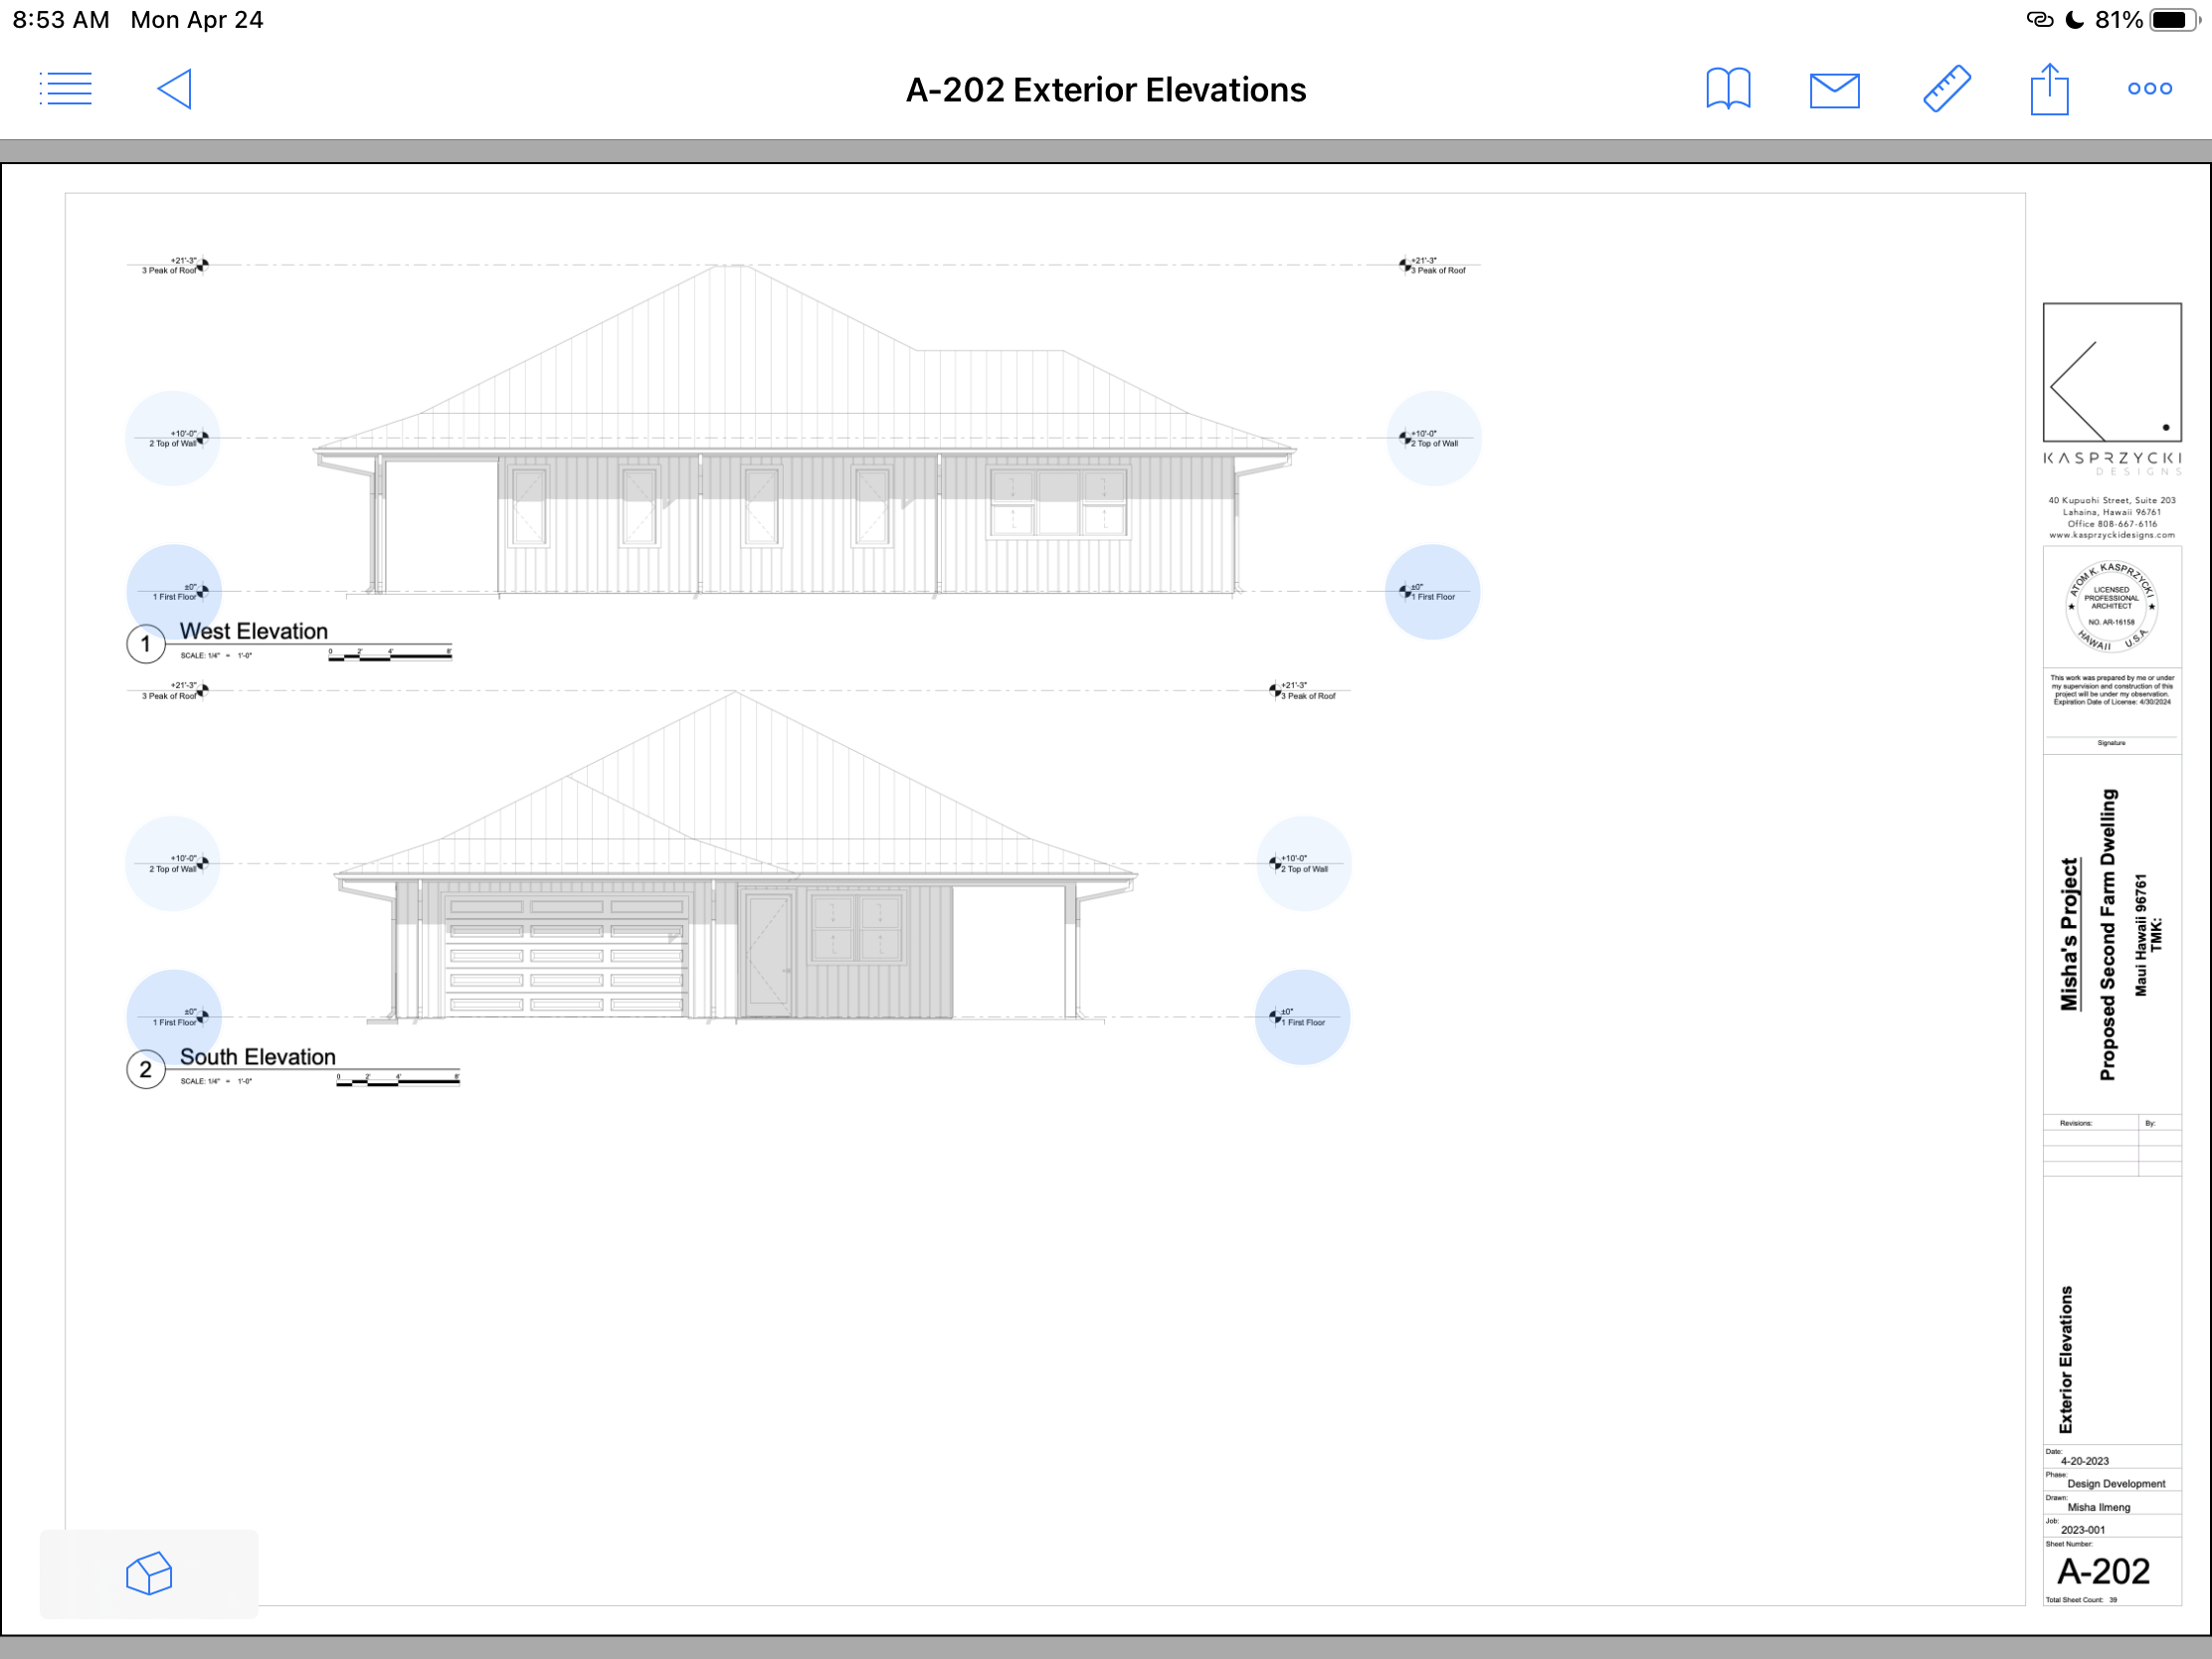 8:53 AM Mon Apr 24
81%
A-202 Exterior Elevations
+21'-3"
3 Peak of Roof
+21'-3"
3 Peak of Roof
+10'-0"
2 Top of Wall
+10'-0"
2 Top of Wall
±0"
1 First Floor
±0"
1 First Floor
1
West Elevation
SCALE: 1/4" = 1'-0"
0 2' 4' 8'
+21'-3"
3 Peak of Roof
+21'-3"
3 Peak of Roof
+10'-0"
2 Top of Wall
+10'-0"
2 Top of Wall
±0"
1 First Floor
±0"
1 First Floor
2
South Elevation
SCALE: 1/4" = 1'-0"
0 2' 4' 8'
KASPRZYCKI
DESIGNS
40 Kupuohi Street, Suite 203
Lahaina, Hawaii 96761
Office 808-667-6116
www.kasprzyckidesigns.com
ATOM K. KASPRZYCKI
LICENSED
PROFESSIONAL
ARCHITECT
NO. AR-16158
HAWAII U.S.A.
This work was prepared by me or under
my supervision and construction of this
project will be under my observation.
Expiration Date of License: 4/30/2024
Signature
Misha's Project
Proposed Second Farm Dwelling
Maui Hawaii 96761
TMK:
Revisions: By:
Exterior Elevations
Date:
4-20-2023
Phase:
Design Development
Drawn:
Misha Ilmeng
Job:
2023-001
Sheet Number:
A-202
Total Sheet Count: 39